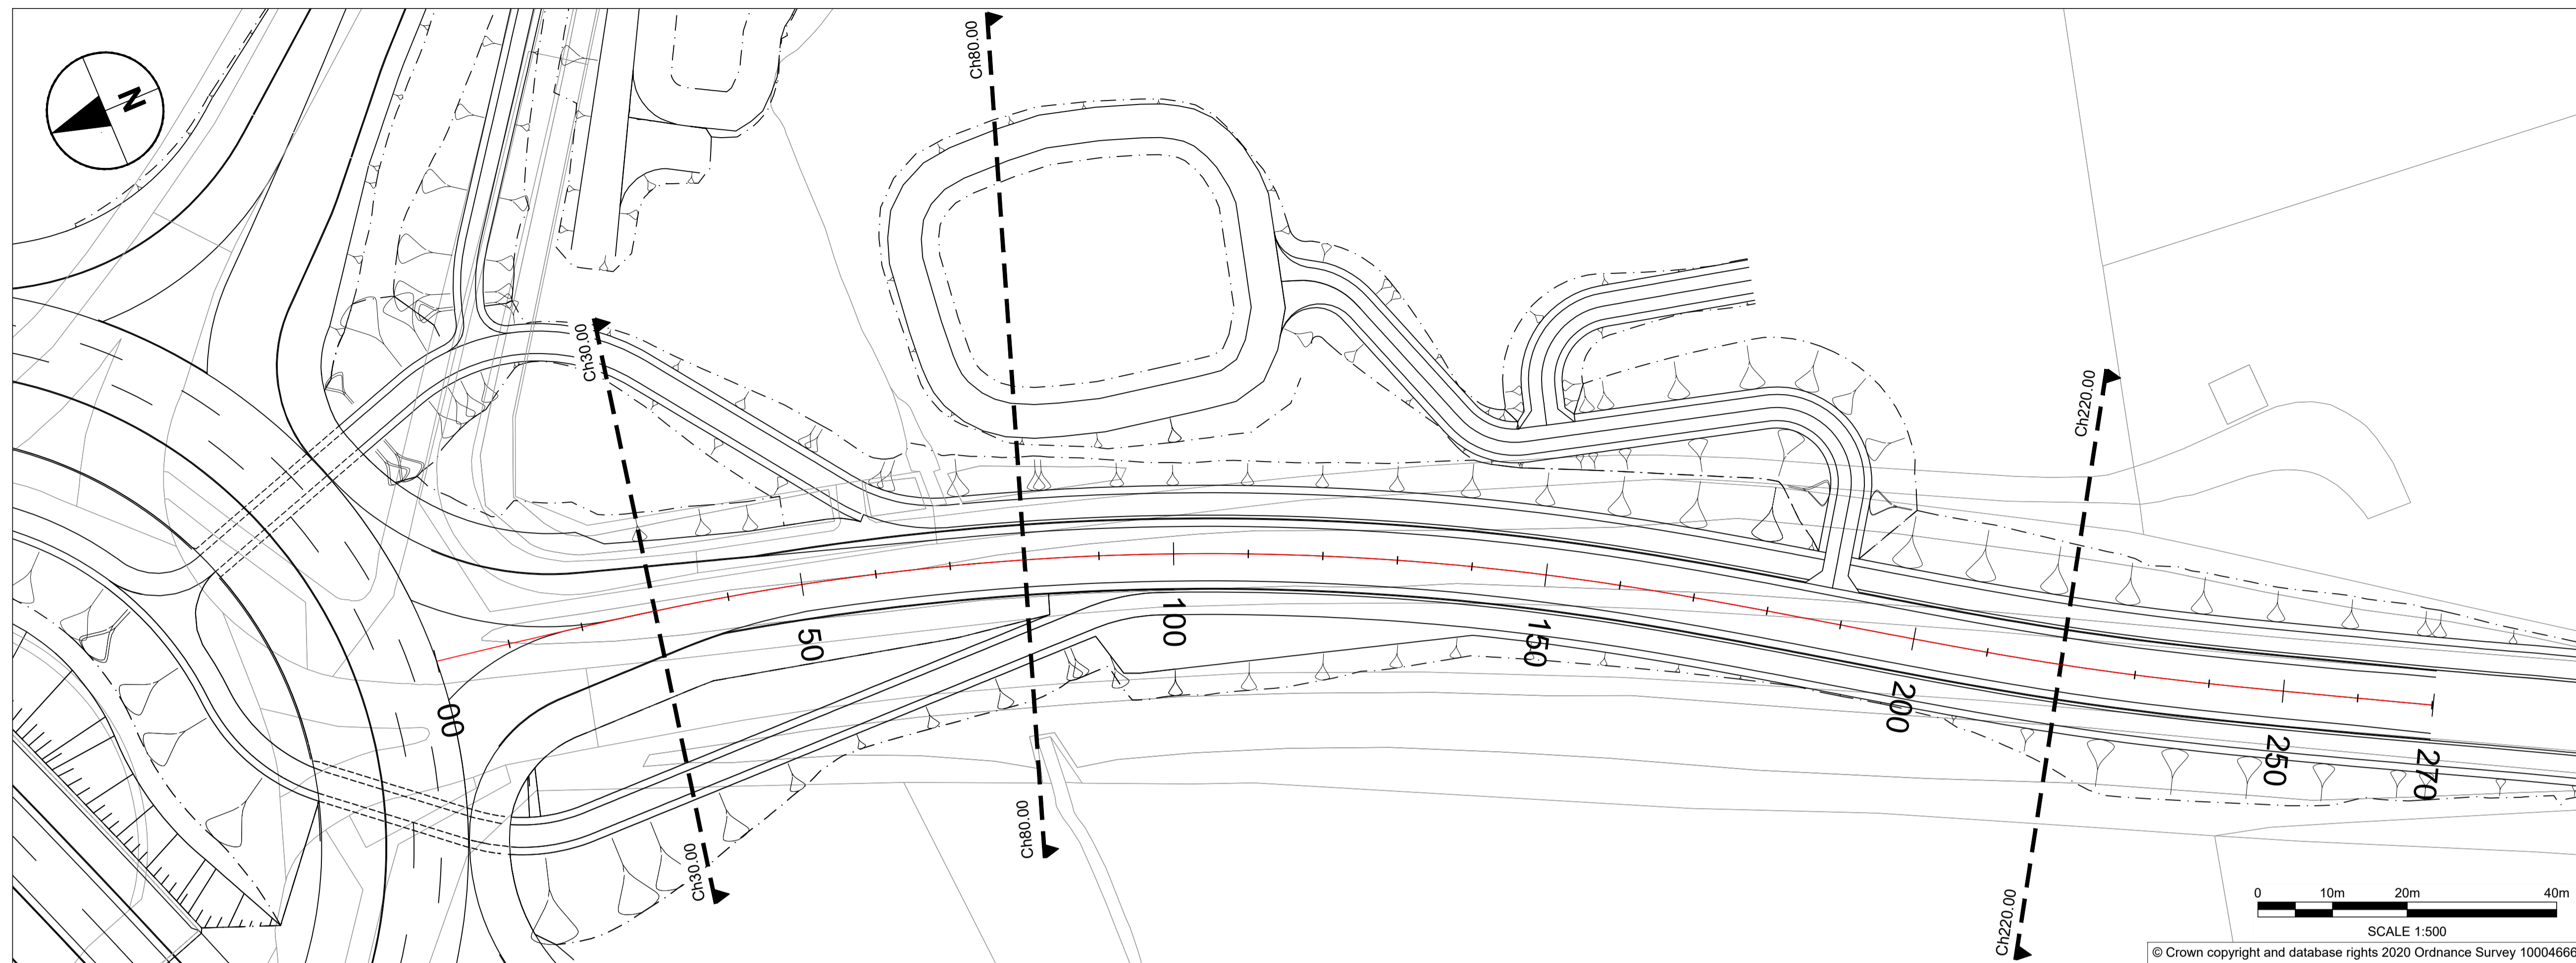 N
Ch80.00
Ch30.00
Ch220.00
00
50
100
150
200
250
270
Ch30.00
Ch80.00
Ch220.00
0 10m 20m 40m
SCALE 1:500
© Crown copyright and database rights 2020 Ordnance Survey 10004666